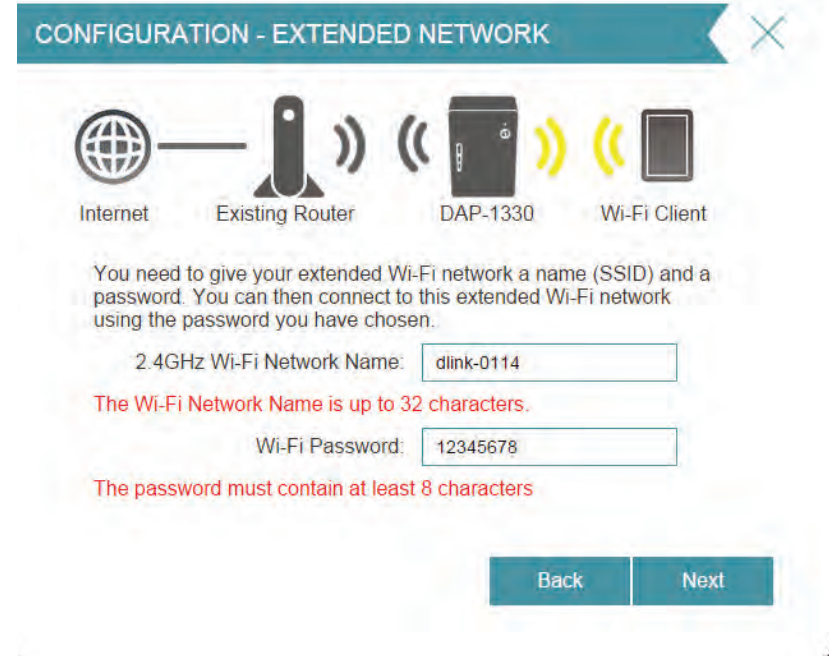 CONFIGURATION - EXTENDED NETWORK
Internet
Existing Router
DAP-1330
Wi-Fi Client
You need to give your extended Wi-Fi network a name (SSID) and a
password. You can then connect to this extended Wi-Fi network
using the password you have chosen.
2.4GHz Wi-Fi Network Name: dlink-0114
The Wi-Fi Network Name is up to 32 characters.
Wi-Fi Password: 12345678
The password must contain at least 8 characters
Back
Next